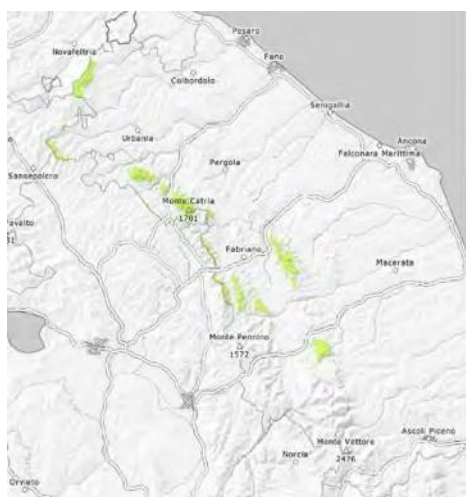 Pesaro
Novafeltria
Fano
Colbordolo
Senigallia
Urbania
Ancona
Falconara Marittima
Pergola
Sansepolcro
Monte Catria
1701
Fabriano
Macerata
Monte Pennino
1572
Ascoli Piceno
Monte Vettore
2476
Norcia
Orvieto